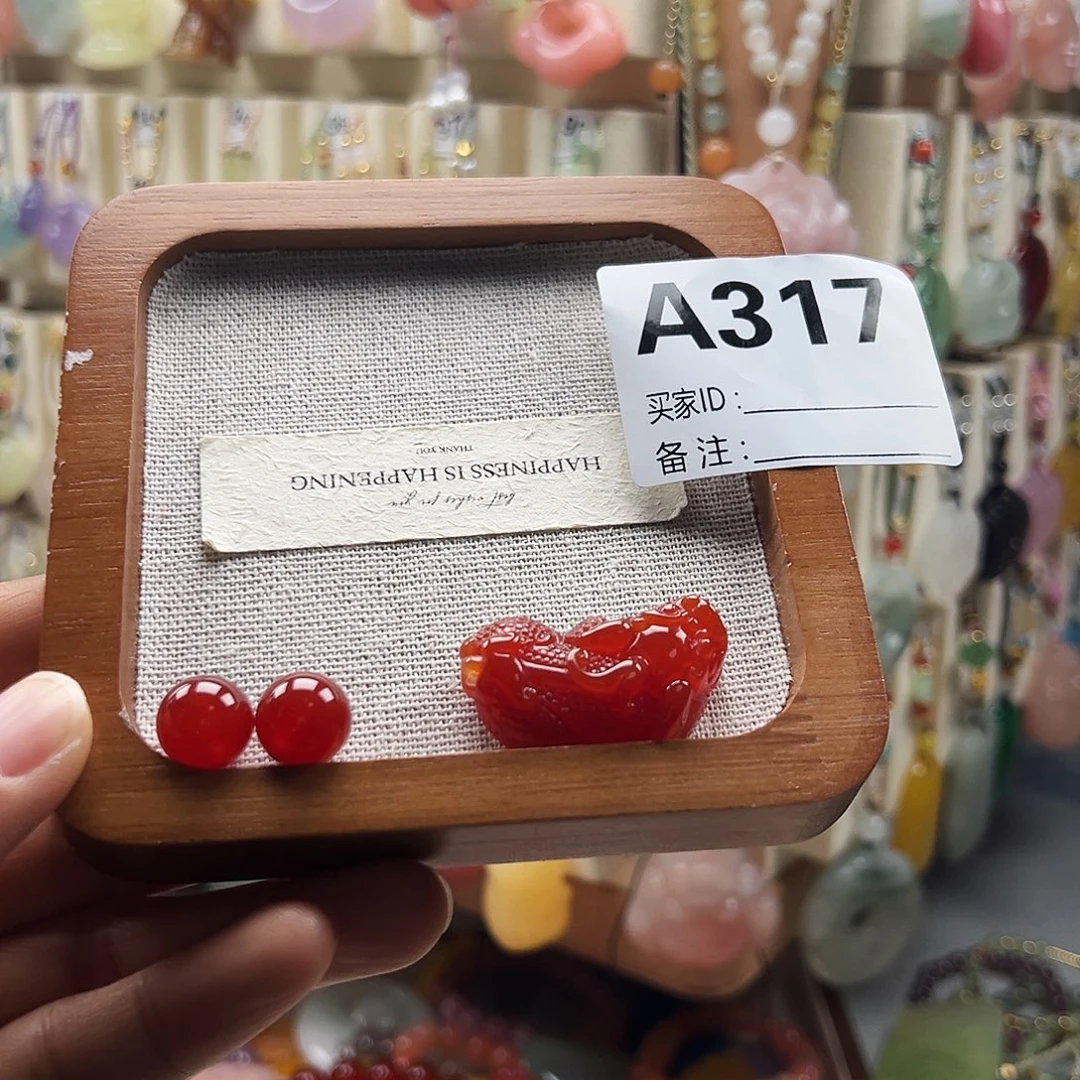 A317
买家ID:
备注:
best wishes for you
HAPPINESS IS HAPPENING
THANK YOU